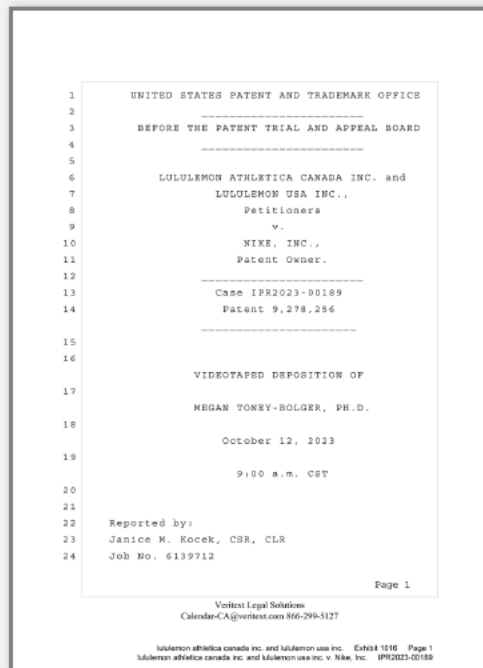 1 UNITED STATES PATENT AND TRADEMARK OFFICE
2 ________________________
3 BEFORE THE PATENT TRIAL AND APPEAL BOARD
4 ________________________
5
6 LULULEMON ATHLETICA CANADA INC. and
7 LULULEMON USA INC.,
8 Petitioners
9 v.
10 NIKE, INC.,
11 Patent Owner.
12 ________________________
13 Case IPR2023-00189
14 Patent 9,278,256
_______________________
15
16
VIDEOTAPED DEPOSITION OF
17
MEGAN TONEY-BOLGER, PH.D.
18
October 12, 2023
19
9:00 a.m. CST
20
21
22 Reported by:
23 Janice M. Kocek, CSR, CLR
24 Job No. 6139712
Page 1
Veritext Legal Solutions
Calendar-CA@veritext.com 866-299-5127
lululemon athletica canada inc. and lululemon usa inc. Exhibit 1016 Page 1
lululemon athletica canada inc. and lululemon usa inc. v. Nike, Inc. IPR2023-00189